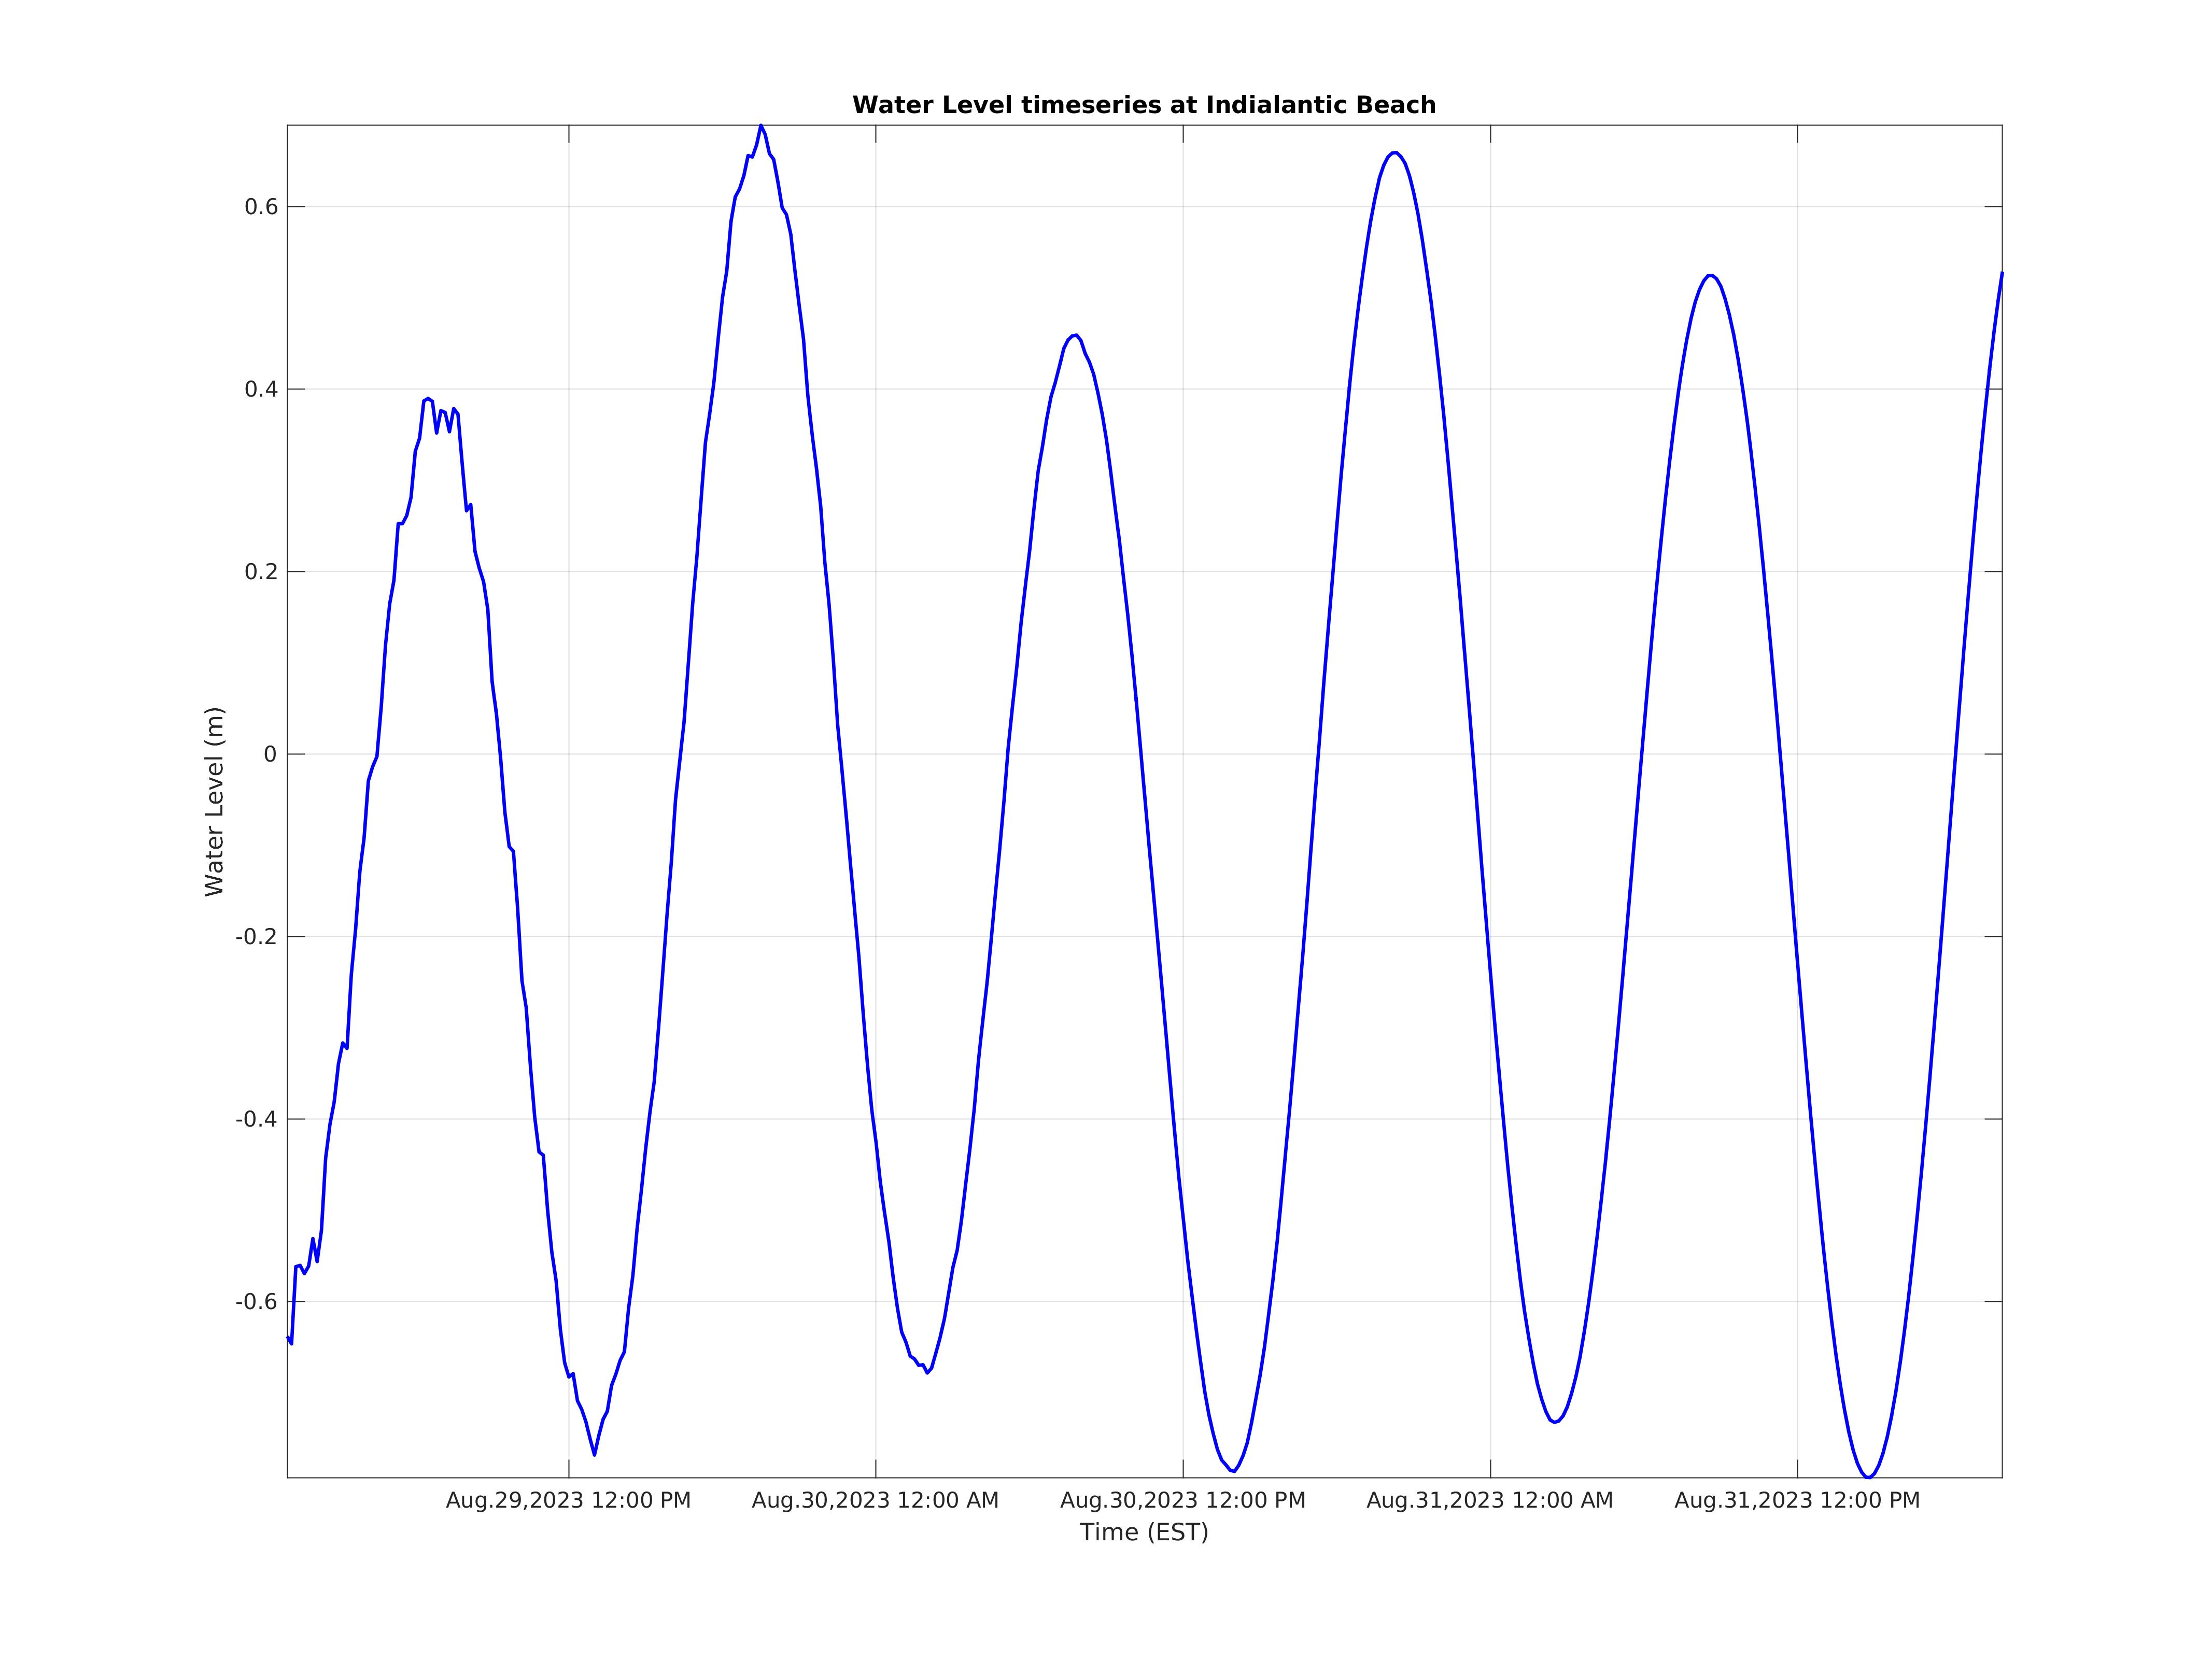 Water Level timeseries at Indialantic Beach
0.6
0.4
0.2
0
-0.2
-0.4
-0.6
Water Level (m)
Aug.29,2023 12:00 PM
Aug.30,2023 12:00 AM
Aug.30,2023 12:00 PM
Aug.31,2023 12:00 AM
Aug.31,2023 12:00 PM
Time (EST)